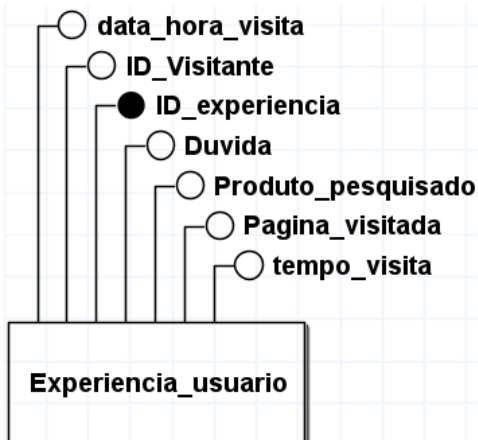 data_hora_visita
ID_Visitante
ID_experiencia
Duvida
Produto_pesquisado
Pagina_visitada
tempo_visita
Experiencia_usuario